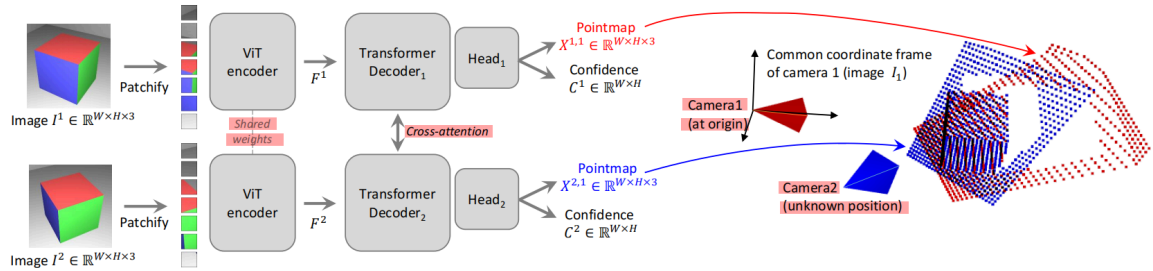 Image I¹ ∈ ℝ^{W×H×3}
Patchify
ViT
encoder
F¹
Transformer
Decoder₁
Head₁
Pointmap
X^{1,1} ∈ ℝ^{W×H×3}
Confidence
C¹ ∈ ℝ^{W×H}
Shared
weights
Cross-attention
Image I² ∈ ℝ^{W×H×3}
Patchify
ViT
encoder
F²
Transformer
Decoder₂
Head₂
Pointmap
X^{2,1} ∈ ℝ^{W×H×3}
Confidence
C² ∈ ℝ^{W×H}
Common coordinate frame
of camera 1 (image I₁)
Camera1
(at origin)
Camera2
(unknown position)